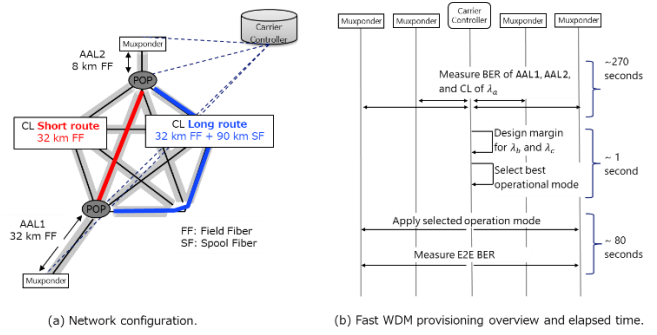 AAL2
8 km FF
Muxponder
Carrier
Controller
POP
CL Short route
32 km FF
CL Long route
32 km FF + 90 km SF
POP
AAL1
32 km FF
FF: Field Fiber
SF: Spool Fiber
Muxponder
(a) Network configuration.
Muxponder
Muxponder
Carrier
Controller
Muxponder
Muxponder
Measure BER of AAL1, AAL2,
and CL of λa
~270
seconds
Design margin
for λb and λc
Select best
operational mode
~ 1
second
Apply selected operation mode
Measure E2E BER
~ 80
seconds
(b) Fast WDM provisioning overview and elapsed time.